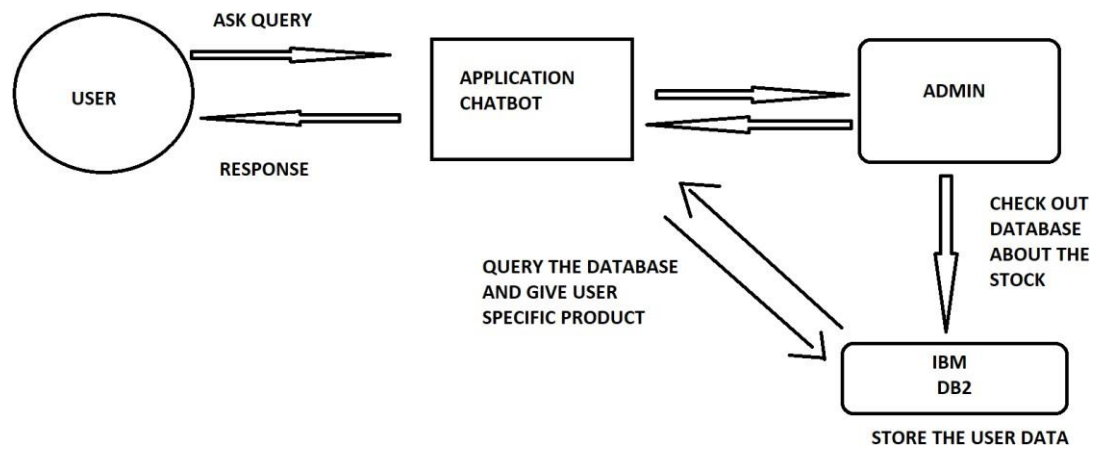 ASK QUERY
USER
RESPONSE
APPLICATION
CHATBOT
ADMIN
CHECK OUT
DATABASE
ABOUT THE
STOCK
QUERY THE DATABASE
AND GIVE USER
SPECIFIC PRODUCT
IBM
DB2
STORE THE USER DATA